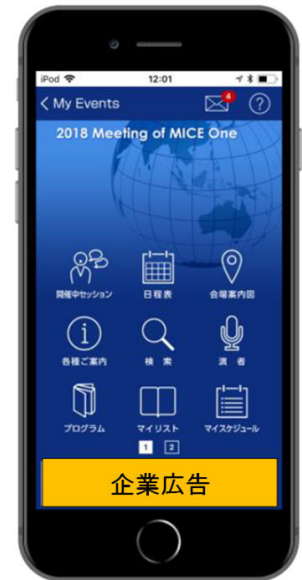 iPod 12:01
My Events 4 ?
2018 Meeting of MICE One
開催中セッション 日程表 会場案内図
i
各種ご案内 検索 演者
プログラム マイリスト マイスケジュール
1 2
企業広告